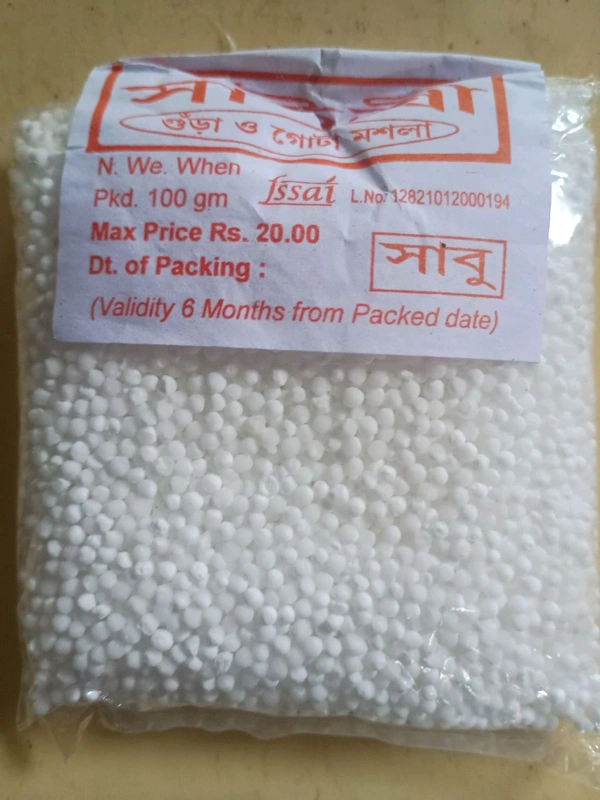 গুঁড়া ও গোটা মশলা
N. We. When
Pkd. 100 gm fssai L.No. 12821012000194
Max Price Rs. 20.00
Dt. of Packing :
সাবু
(Validity 6 Months from Packed date)